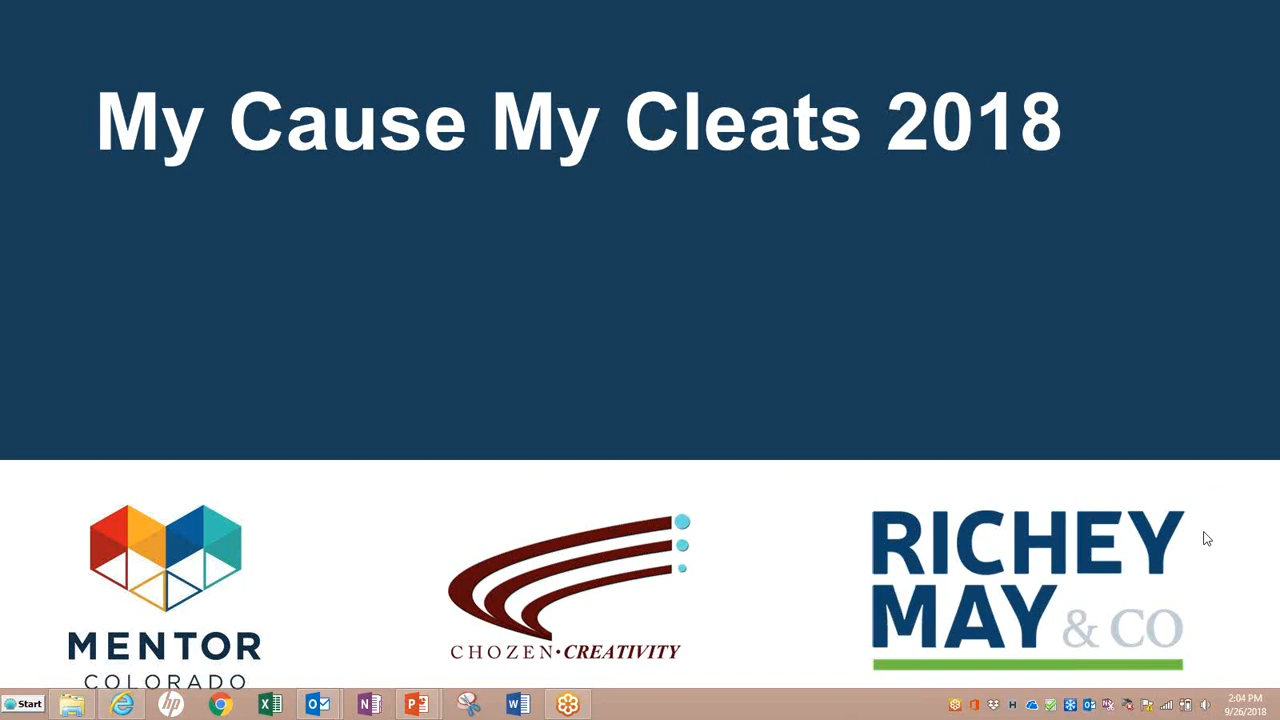 My Cause My Cleats 2018
MENTOR
COLORADO
CHOZEN•CREATIVITY
RICHEY
MAY & CO
Start
hp
2:04 PM
9/26/2018